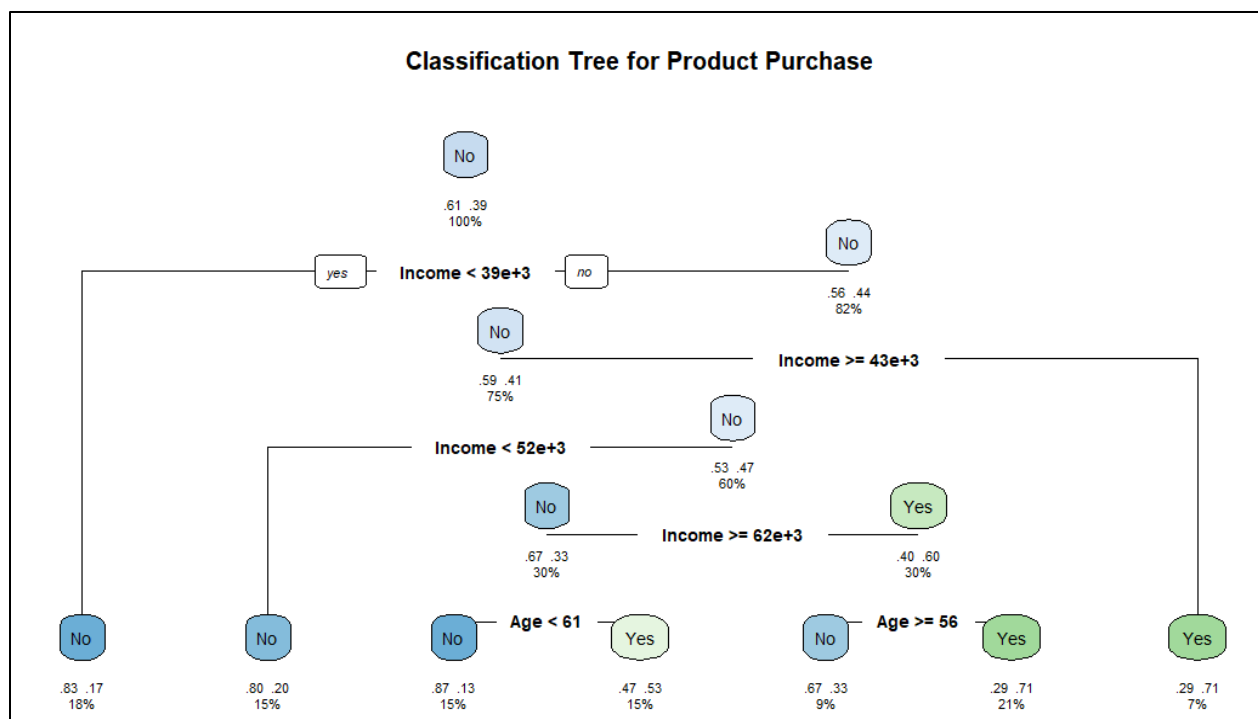 Classification Tree for Product Purchase
No
.61 .39
100%
yes Income < 39e+3 no
No
.56 .44
82%
No
.59 .41
75%
Income >= 43e+3
No
.53 .47
60%
Income < 52e+3
No
.67 .33
30%
Income >= 62e+3
Yes
.40 .60
30%
Age < 61
Age >= 56
No
.83 .17
18%
No
.80 .20
15%
No
.87 .13
15%
Yes
.47 .53
15%
No
.67 .33
9%
Yes
.29 .71
21%
Yes
.29 .71
7%